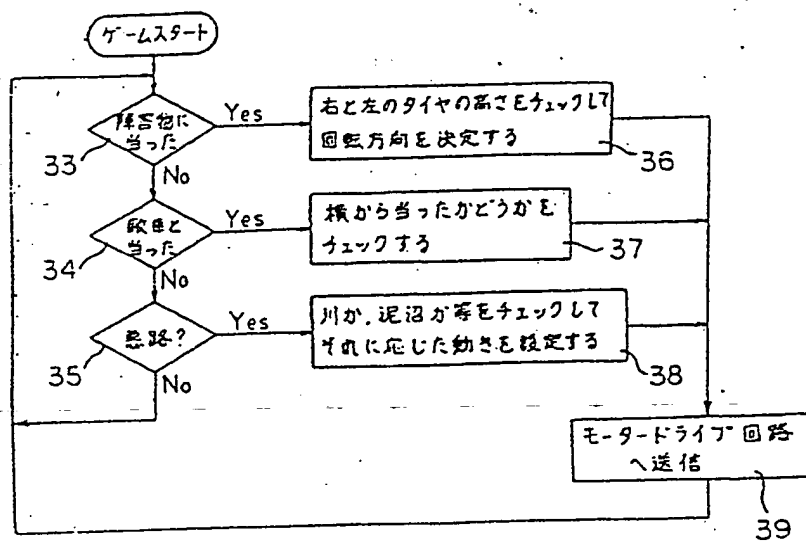 ゲームスタート
障害物に
当った
Yes
右と左のタイヤの高さをチェックして
回転方向を決定する
33
36
No
敵車と
当った
Yes
横から当ったかどうかを
チェックする
34
37
No
悪路?
Yes
川か,泥沼か等をチェックして
それに応じた動きを設定する
35
38
No
モータードライブ回路
へ送信
39